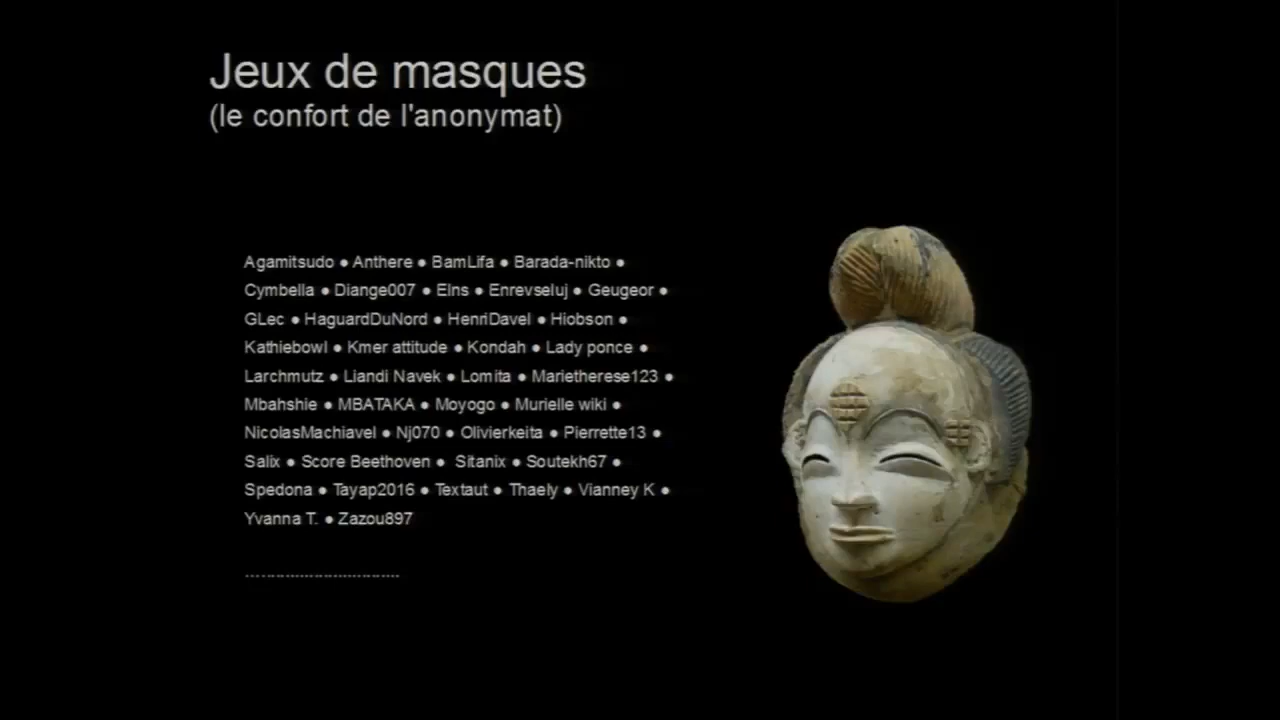 Jeux de masques
(le confort de l'anonymat)
Agamitsudo ● Anthere ● BamLifa ● Barada-nikto ●
Cymbella ● Diange007 ● Elns ● Enrevseluj ● Geugeor ●
GLec ● HaguardDuNord ● HenriDavel ● Hiobson ●
Kathiebowl ● Kmer attitude ● Kondah ● Lady ponce ●
Larchmutz ● Liandi Navek ● Lomita ● Marietherese123 ●
Mbahshie ● MBATAKA ● Moyogo ● Murielle wiki ●
NicolasMachiavel ● Nj070 ● Olivierkeita ● Pierrette13 ●
Salix ● Score Beethoven ● Sitanix ● Soutekh67 ●
Spedona ● Tayap2016 ● Textaut ● Thaely ● Vianney K ●
Yvanna T. ● Zazou897
--------------------------------